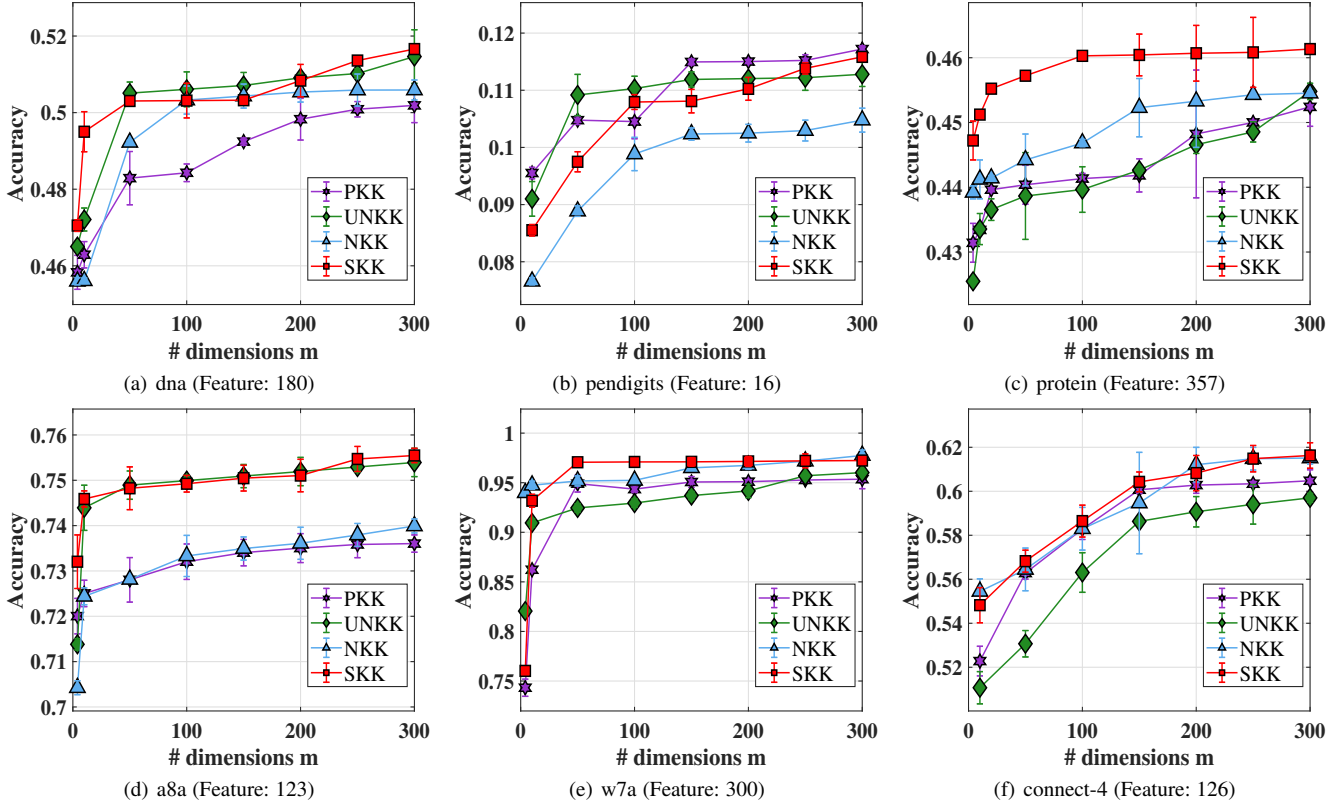 0.52
0.5
0.48
0.46
Accuracy
0
100
200
300
# dimensions m
PKK
UNKK
NKK
SKK
(a) dna (Feature: 180)
0.12
0.11
0.1
0.09
0.08
Accuracy
0
100
200
300
# dimensions m
PKK
UNKK
NKK
SKK
(b) pendigits (Feature: 16)
0.46
0.45
0.44
0.43
Accuracy
0
100
200
300
# dimensions m
PKK
UNKK
NKK
SKK
(c) protein (Feature: 357)
0.76
0.75
0.74
0.73
0.72
0.71
0.7
Accuracy
0
100
200
300
# dimensions m
PKK
UNKK
NKK
SKK
(d) a8a (Feature: 123)
1
0.95
0.9
0.85
0.8
0.75
Accuracy
0
100
200
300
# dimensions m
PKK
UNKK
NKK
SKK
(e) w7a (Feature: 300)
0.62
0.6
0.58
0.56
0.54
0.52
Accuracy
0
100
200
300
# dimensions m
PKK
UNKK
NKK
SKK
(f) connect-4 (Feature: 126)